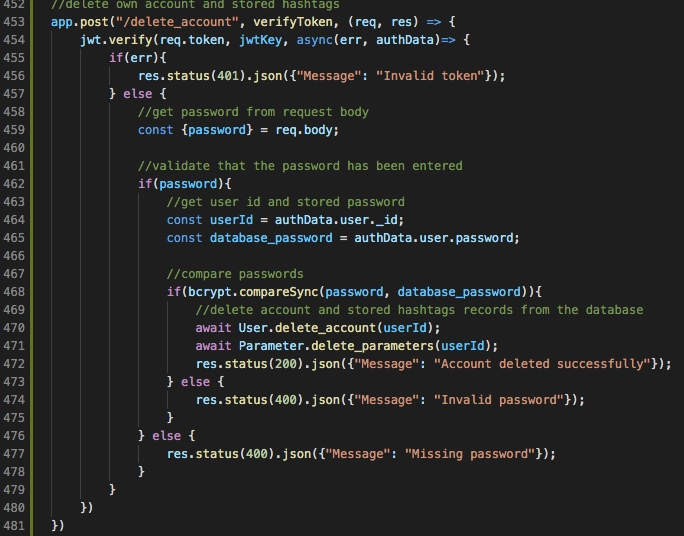 452 //delete own account and stored hashtags
453 app.post("/delete_account", verifyToken, (req, res) => {
454     jwt.verify(req.token, jwtKey, async(err, authData)=> {
455         if(err){
456             res.status(401).json({"Message": "Invalid token"});
457         } else {
458             //get password from request body
459             const {password} = req.body;
460
461             //validate that the password has been entered
462             if(password){
463                 //get user id and stored password
464                 const userId = authData.user._id;
465                 const database_password = authData.user.password;
466
467                 //compare passwords
468                 if(bcrypt.compareSync(password, database_password)){
469                     //delete account and stored hashtags records from the database
470                     await User.delete_account(userId);
471                     await Parameter.delete_parameters(userId);
472                     res.status(200).json({"Message": "Account deleted successfully"});
473                 } else {
474                     res.status(400).json({"Message": "Invalid password"});
475                 }
476             } else {
477                 res.status(400).json({"Message": "Missing password"});
478             }
479         }
480     })
481 })